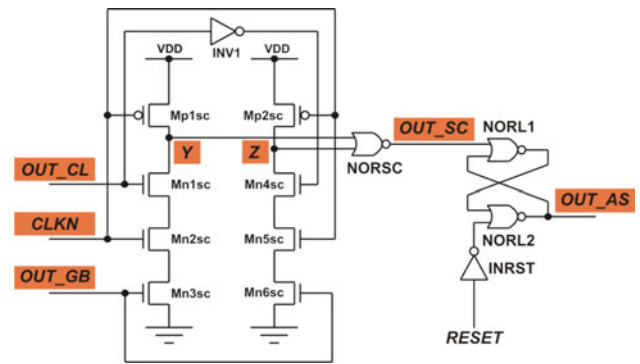 INV1
VDD
VDD
Mp1sc
Mp2sc
OUT_SC
NORL1
Y
Z
NORSC
OUT_CL
Mn1sc
Mn4sc
OUT_AS
CLKN
NORL2
Mn2sc
Mn5sc
OUT_GB
INRST
Mn3sc
Mn6sc
RESET